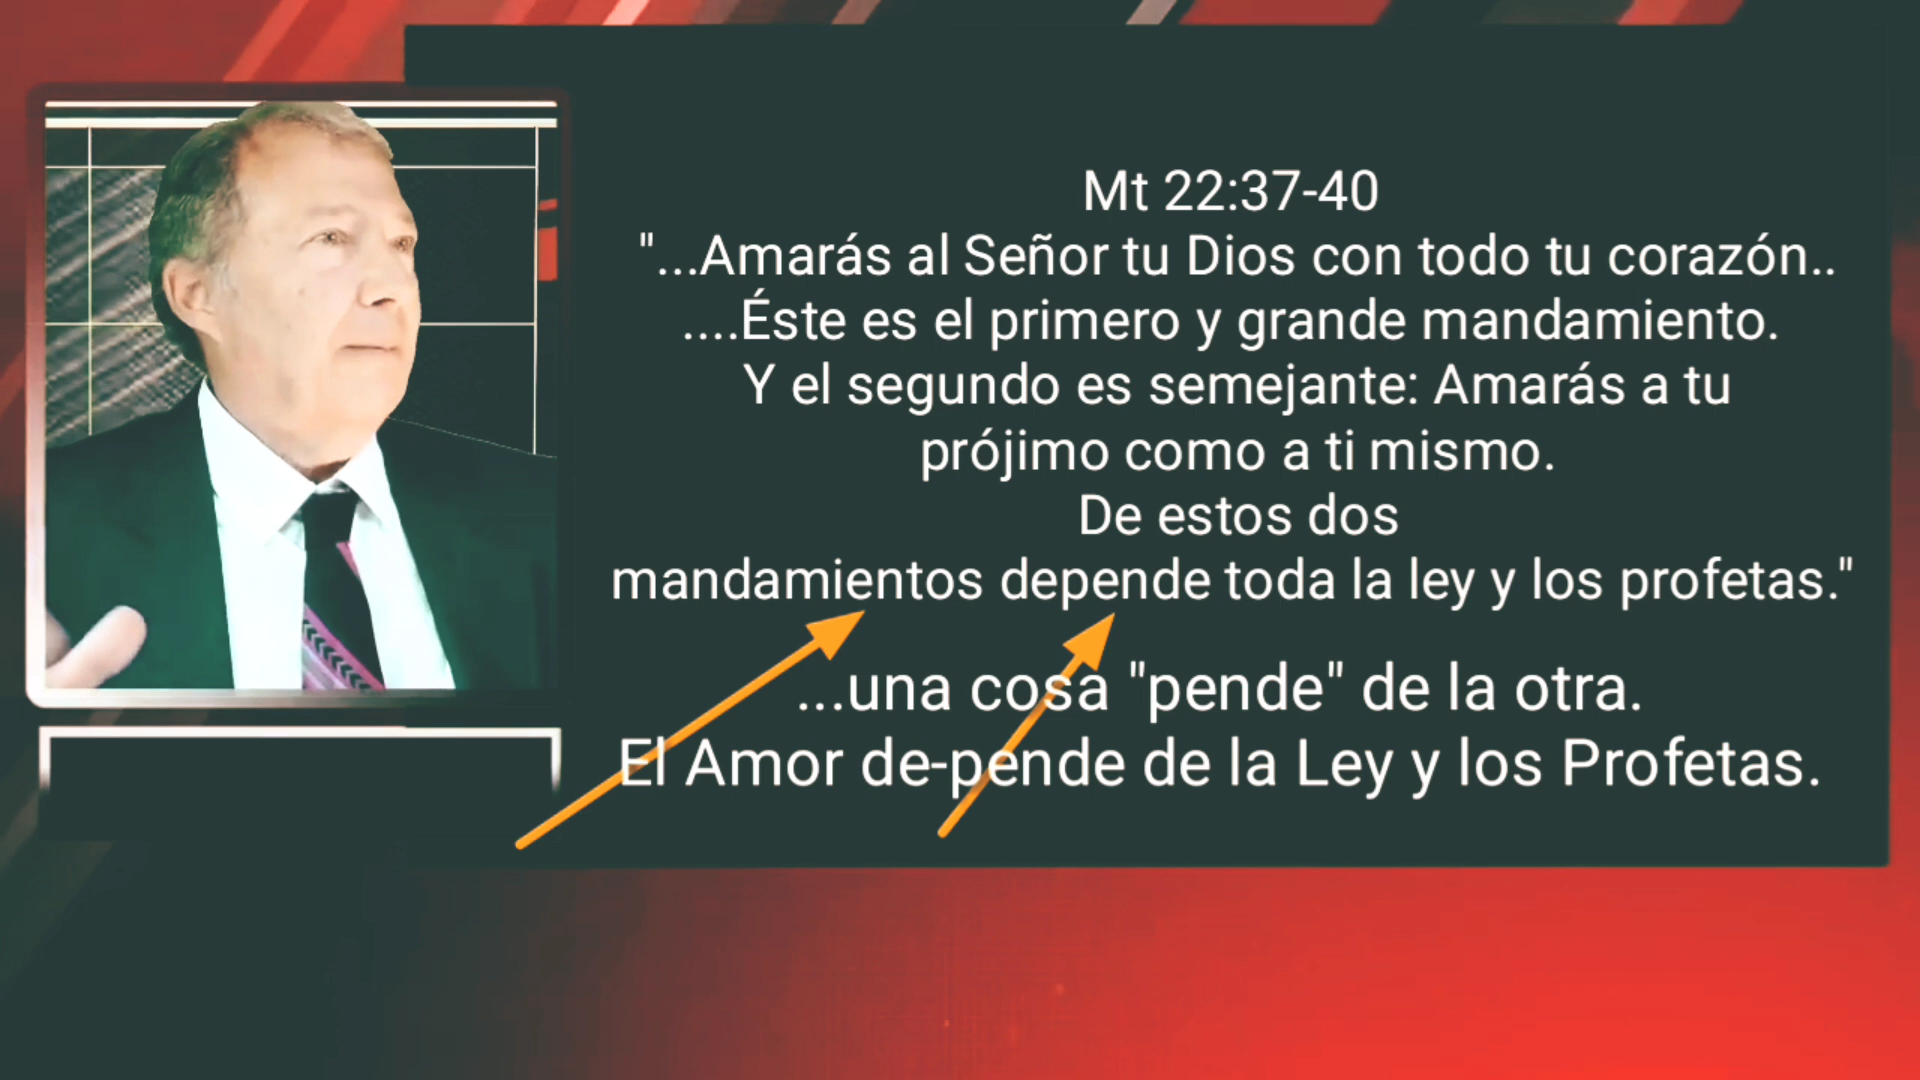 Mt 22:37-40
"...Amarás al Señor tu Dios con todo tu corazón..
....Éste es el primero y grande mandamiento.
Y el segundo es semejante: Amarás a tu
prójimo como a ti mismo.
De estos dos
mandamientos depende toda la ley y los profetas."
...una cosa "pende" de la otra.
El Amor de-pende de la Ley y los Profetas.